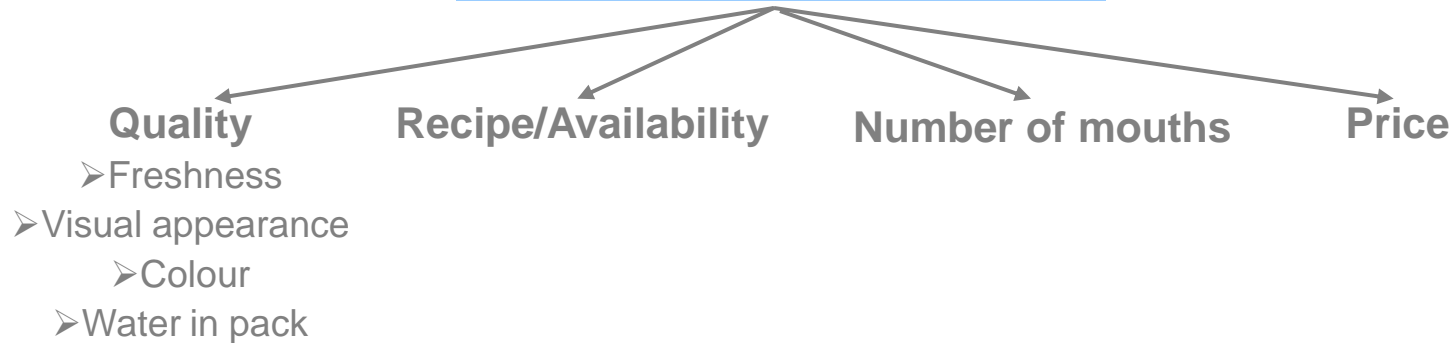 Quality
Recipe/Availability
Number of mouths
Price
➢Freshness
➢Visual appearance
➢Colour
➢Water in pack